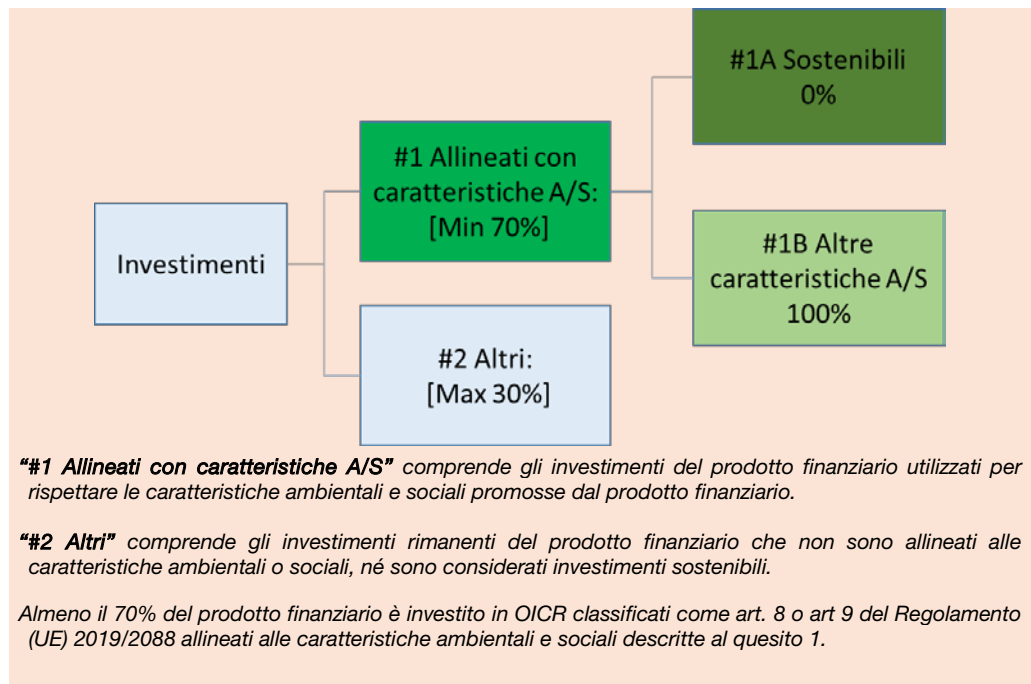 #1A Sostenibili
0%
#1 Allineati con
caratteristiche A/S:
[Min 70%]
Investimenti
#1B Altre
caratteristiche A/S
100%
#2 Altri:
[Max 30%]
“#1 Allineati con caratteristiche A/S” comprende gli investimenti del prodotto finanziario utilizzati per
rispettare le caratteristiche ambientali e sociali promosse dal prodotto finanziario.
“#2 Altri” comprende gli investimenti rimanenti del prodotto finanziario che non sono allineati alle
caratteristiche ambientali o sociali, né sono considerati investimenti sostenibili.
Almeno il 70% del prodotto finanziario è investito in OICR classificati come art. 8 o art 9 del Regolamento
(UE) 2019/2088 allineati alle caratteristiche ambientali e sociali descritte al quesito 1.